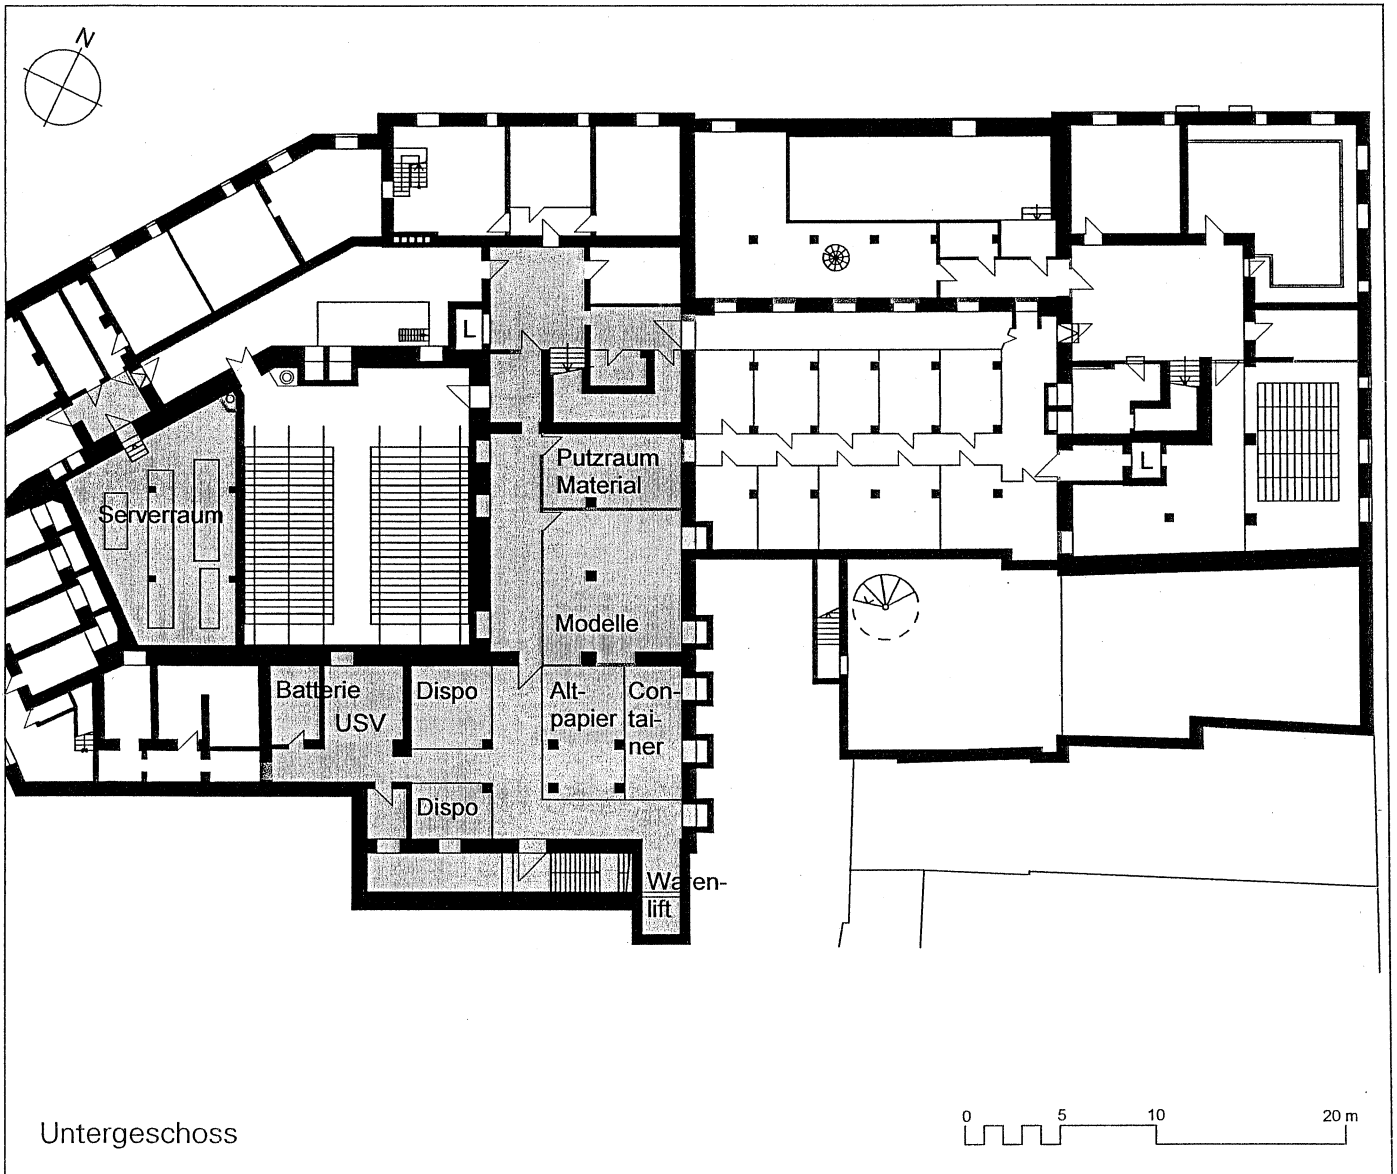 N
L
Putzraum
Material
L
Serverraum
Modelle
Batterie
USV
Dispo
Alt-
papier
Con-
tai-
ner
Dispo
Waren-
lift
Untergeschoss
0 5 10 20 m